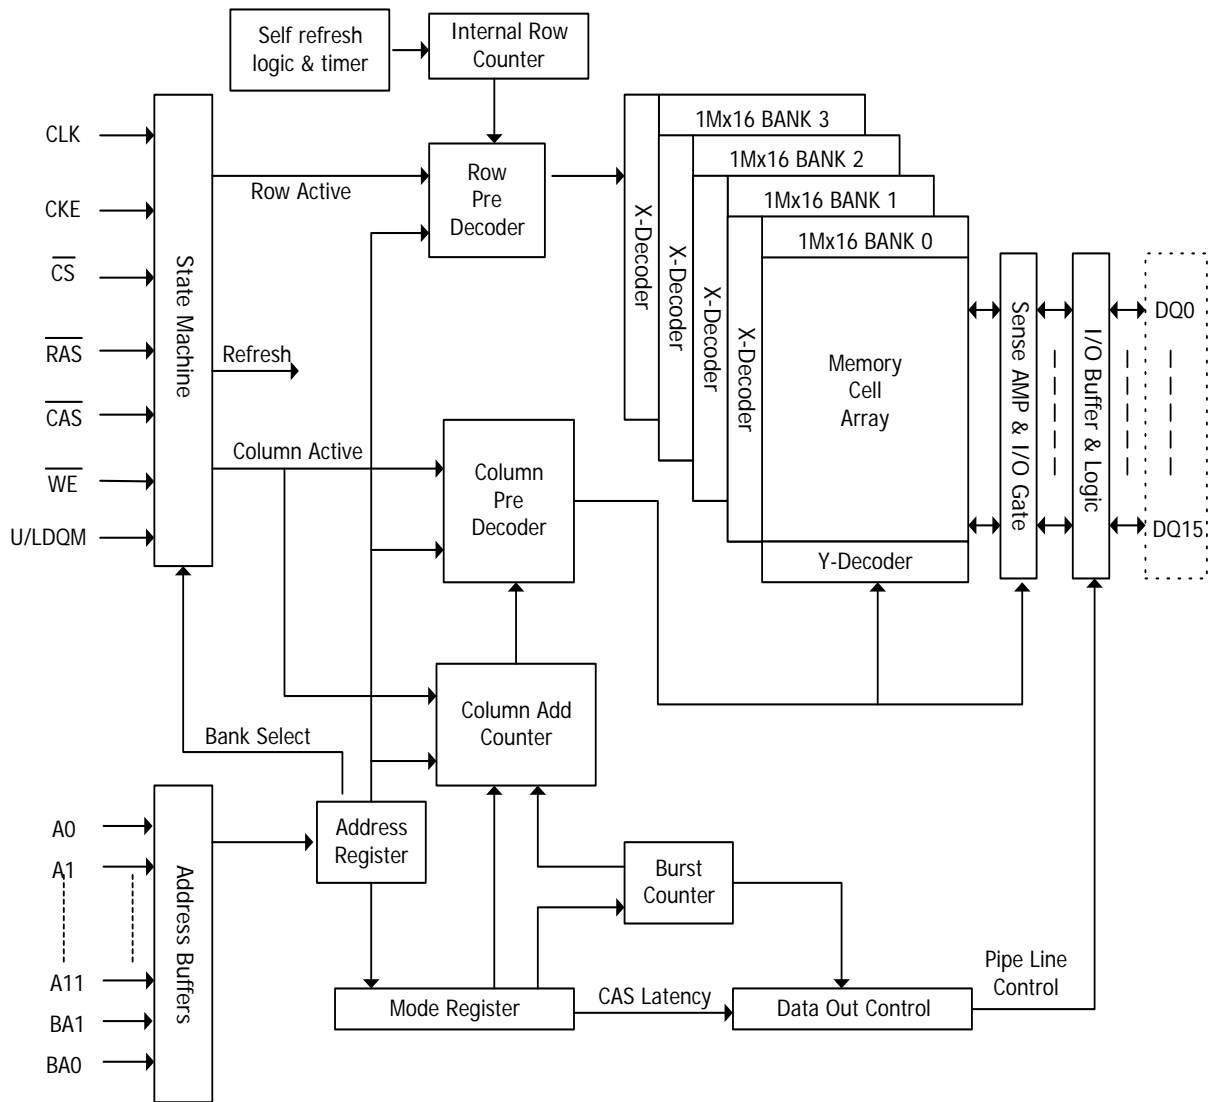 Self refresh
logic & timer
Internal Row
Counter
CLK
CKE
CS
RAS
CAS
WE
U/LDQM
State Machine
Row Active
Refresh
Column Active
Bank Select
Row
Pre
Decoder
Column
Pre
Decoder
Column Add
Counter
1Mx16 BANK 3
1Mx16 BANK 2
1Mx16 BANK 1
1Mx16 BANK 0
X-Decoder
X-Decoder
X-Decoder
X-Decoder
Memory
Cell
Array
Y-Decoder
Sense AMP & I/O Gate
I/O Buffer & Logic
DQ0
DQ15
A0
A1
A11
BA1
BA0
Address Buffers
Address
Register
Burst
Counter
Mode Register
CAS Latency
Data Out Control
Pipe Line
Control